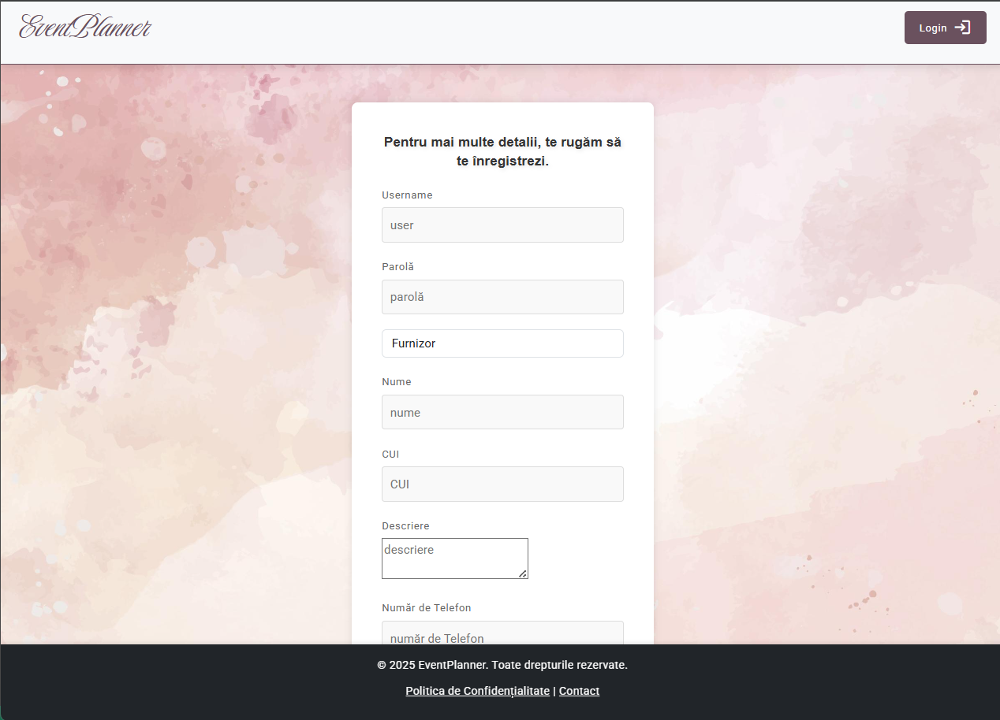 EventPlanner
Login
Pentru mai multe detalii, te rugăm să
te înregistrezi.
Username
user
Parolă
parolă
Furnizor
Nume
nume
CUI
CUI
Descriere
descriere
Număr de Telefon
număr de Telefon
© 2025 EventPlanner. Toate drepturile rezervate.
Politica de Confidențialitate | Contact